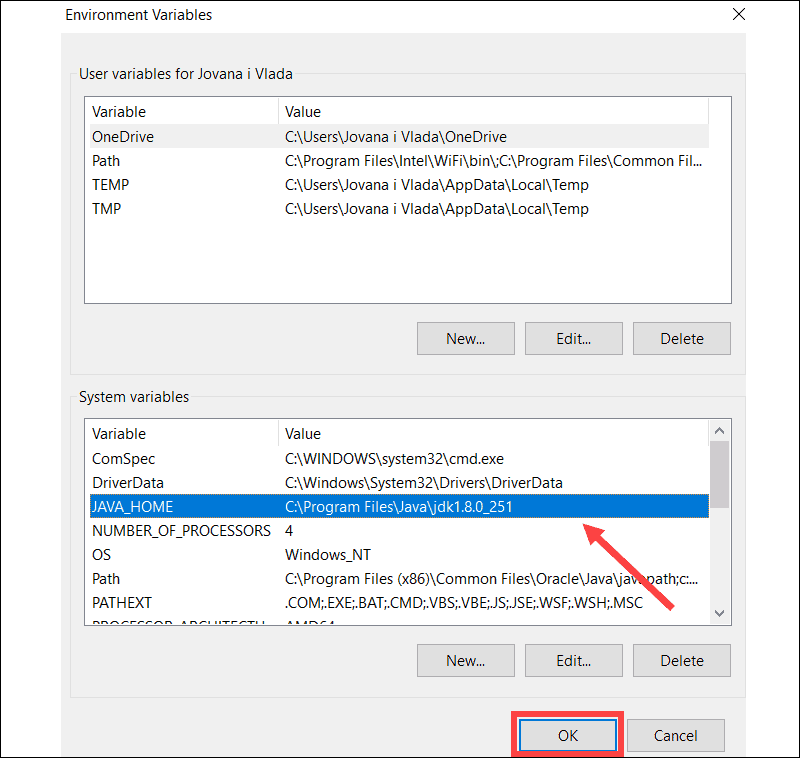 Environment Variables
User variables for Jovana i Vlada
Variable Value
OneDrive C:\Users\Jovana i Vlada\OneDrive
Path C:\Program Files\Intel\WiFi\bin\;C:\Program Files\Common Fil...
TEMP C:\Users\Jovana i Vlada\AppData\Local\Temp
TMP C:\Users\Jovana i Vlada\AppData\Local\Temp
New... Edit... Delete
System variables
Variable Value
ComSpec C:\WINDOWS\system32\cmd.exe
DriverData C:\Windows\System32\Drivers\DriverData
JAVA_HOME C:\Program Files\Java\jdk1.8.0_251
NUMBER_OF_PROCESSORS 4
OS Windows_NT
Path C:\Program Files (x86)\Common Files\Oracle\Java\javapath;c:...
PATHEXT .COM;.EXE;.BAT;.CMD;.VBS;.VBE;.JS;.JSE;.WSF;.WSH;.MSC
New... Edit... Delete
OK Cancel